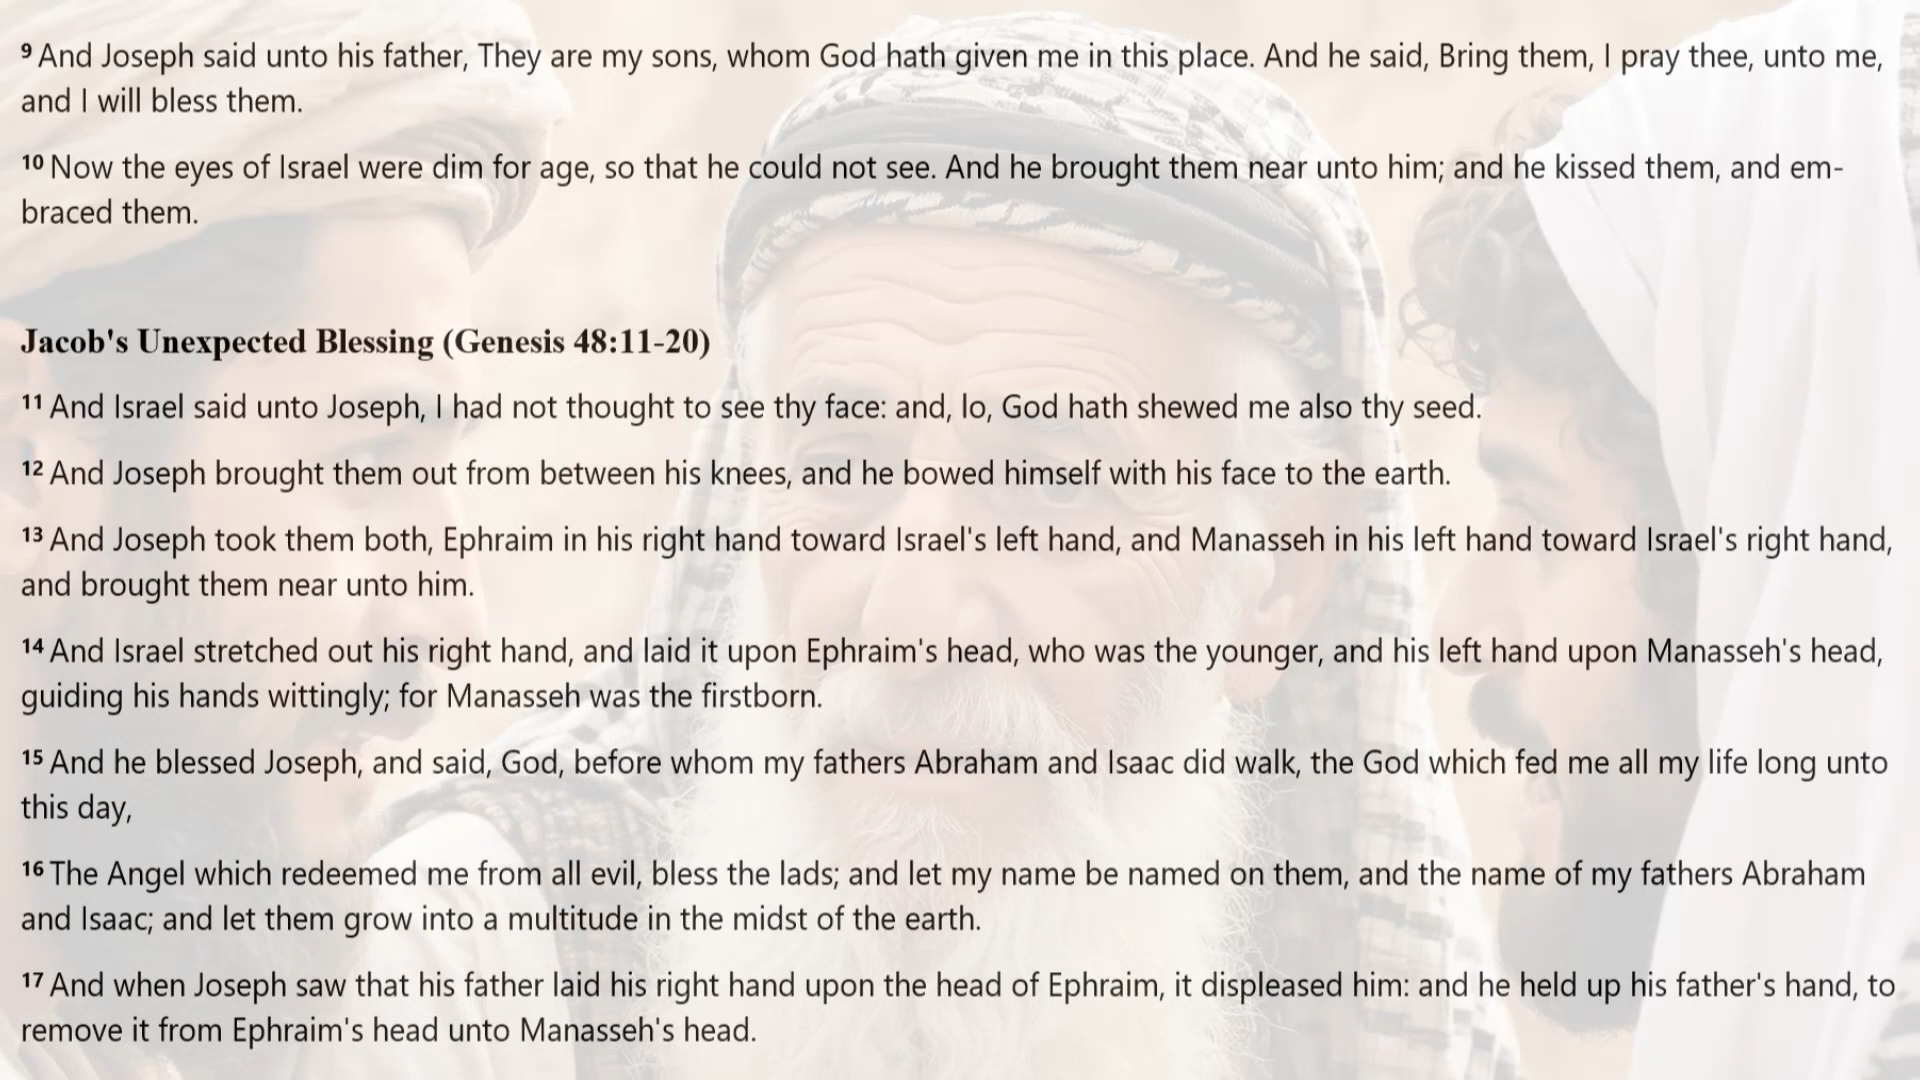 9 And Joseph said unto his father, They are my sons, whom God hath given me in this place. And he said, Bring them, I pray thee, unto me,
and I will bless them.
10 Now the eyes of Israel were dim for age, so that he could not see. And he brought them near unto him; and he kissed them, and em-
braced them.
Jacob's Unexpected Blessing (Genesis 48:11-20)
11 And Israel said unto Joseph, I had not thought to see thy face: and, lo, God hath shewed me also thy seed.
12 And Joseph brought them out from between his knees, and he bowed himself with his face to the earth.
13 And Joseph took them both, Ephraim in his right hand toward Israel's left hand, and Manasseh in his left hand toward Israel's right hand,
and brought them near unto him.
14 And Israel stretched out his right hand, and laid it upon Ephraim's head, who was the younger, and his left hand upon Manasseh's head,
guiding his hands wittingly; for Manasseh was the firstborn.
15 And he blessed Joseph, and said, God, before whom my fathers Abraham and Isaac did walk, the God which fed me all my life long unto
this day,
16 The Angel which redeemed me from all evil, bless the lads; and let my name be named on them, and the name of my fathers Abraham
and Isaac; and let them grow into a multitude in the midst of the earth.
17 And when Joseph saw that his father laid his right hand upon the head of Ephraim, it displeased him: and he held up his father's hand, to
remove it from Ephraim's head unto Manasseh's head.